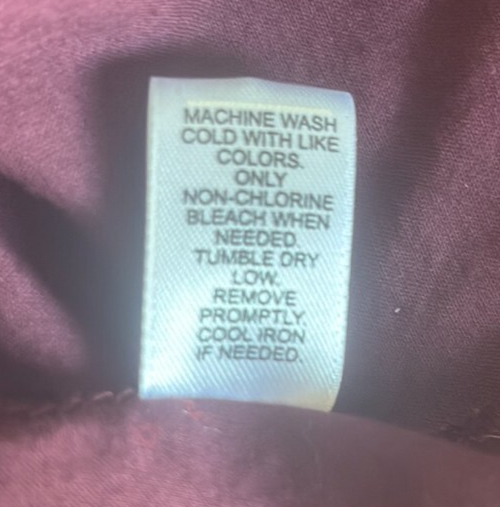 MACHINE WASH
COLD WITH LIKE
COLORS.
ONLY
NON-CHLORINE
BLEACH WHEN
NEEDED.
TUMBLE DRY
LOW.
REMOVE
PROMPTLY.
COOL IRON
IF NEEDED.